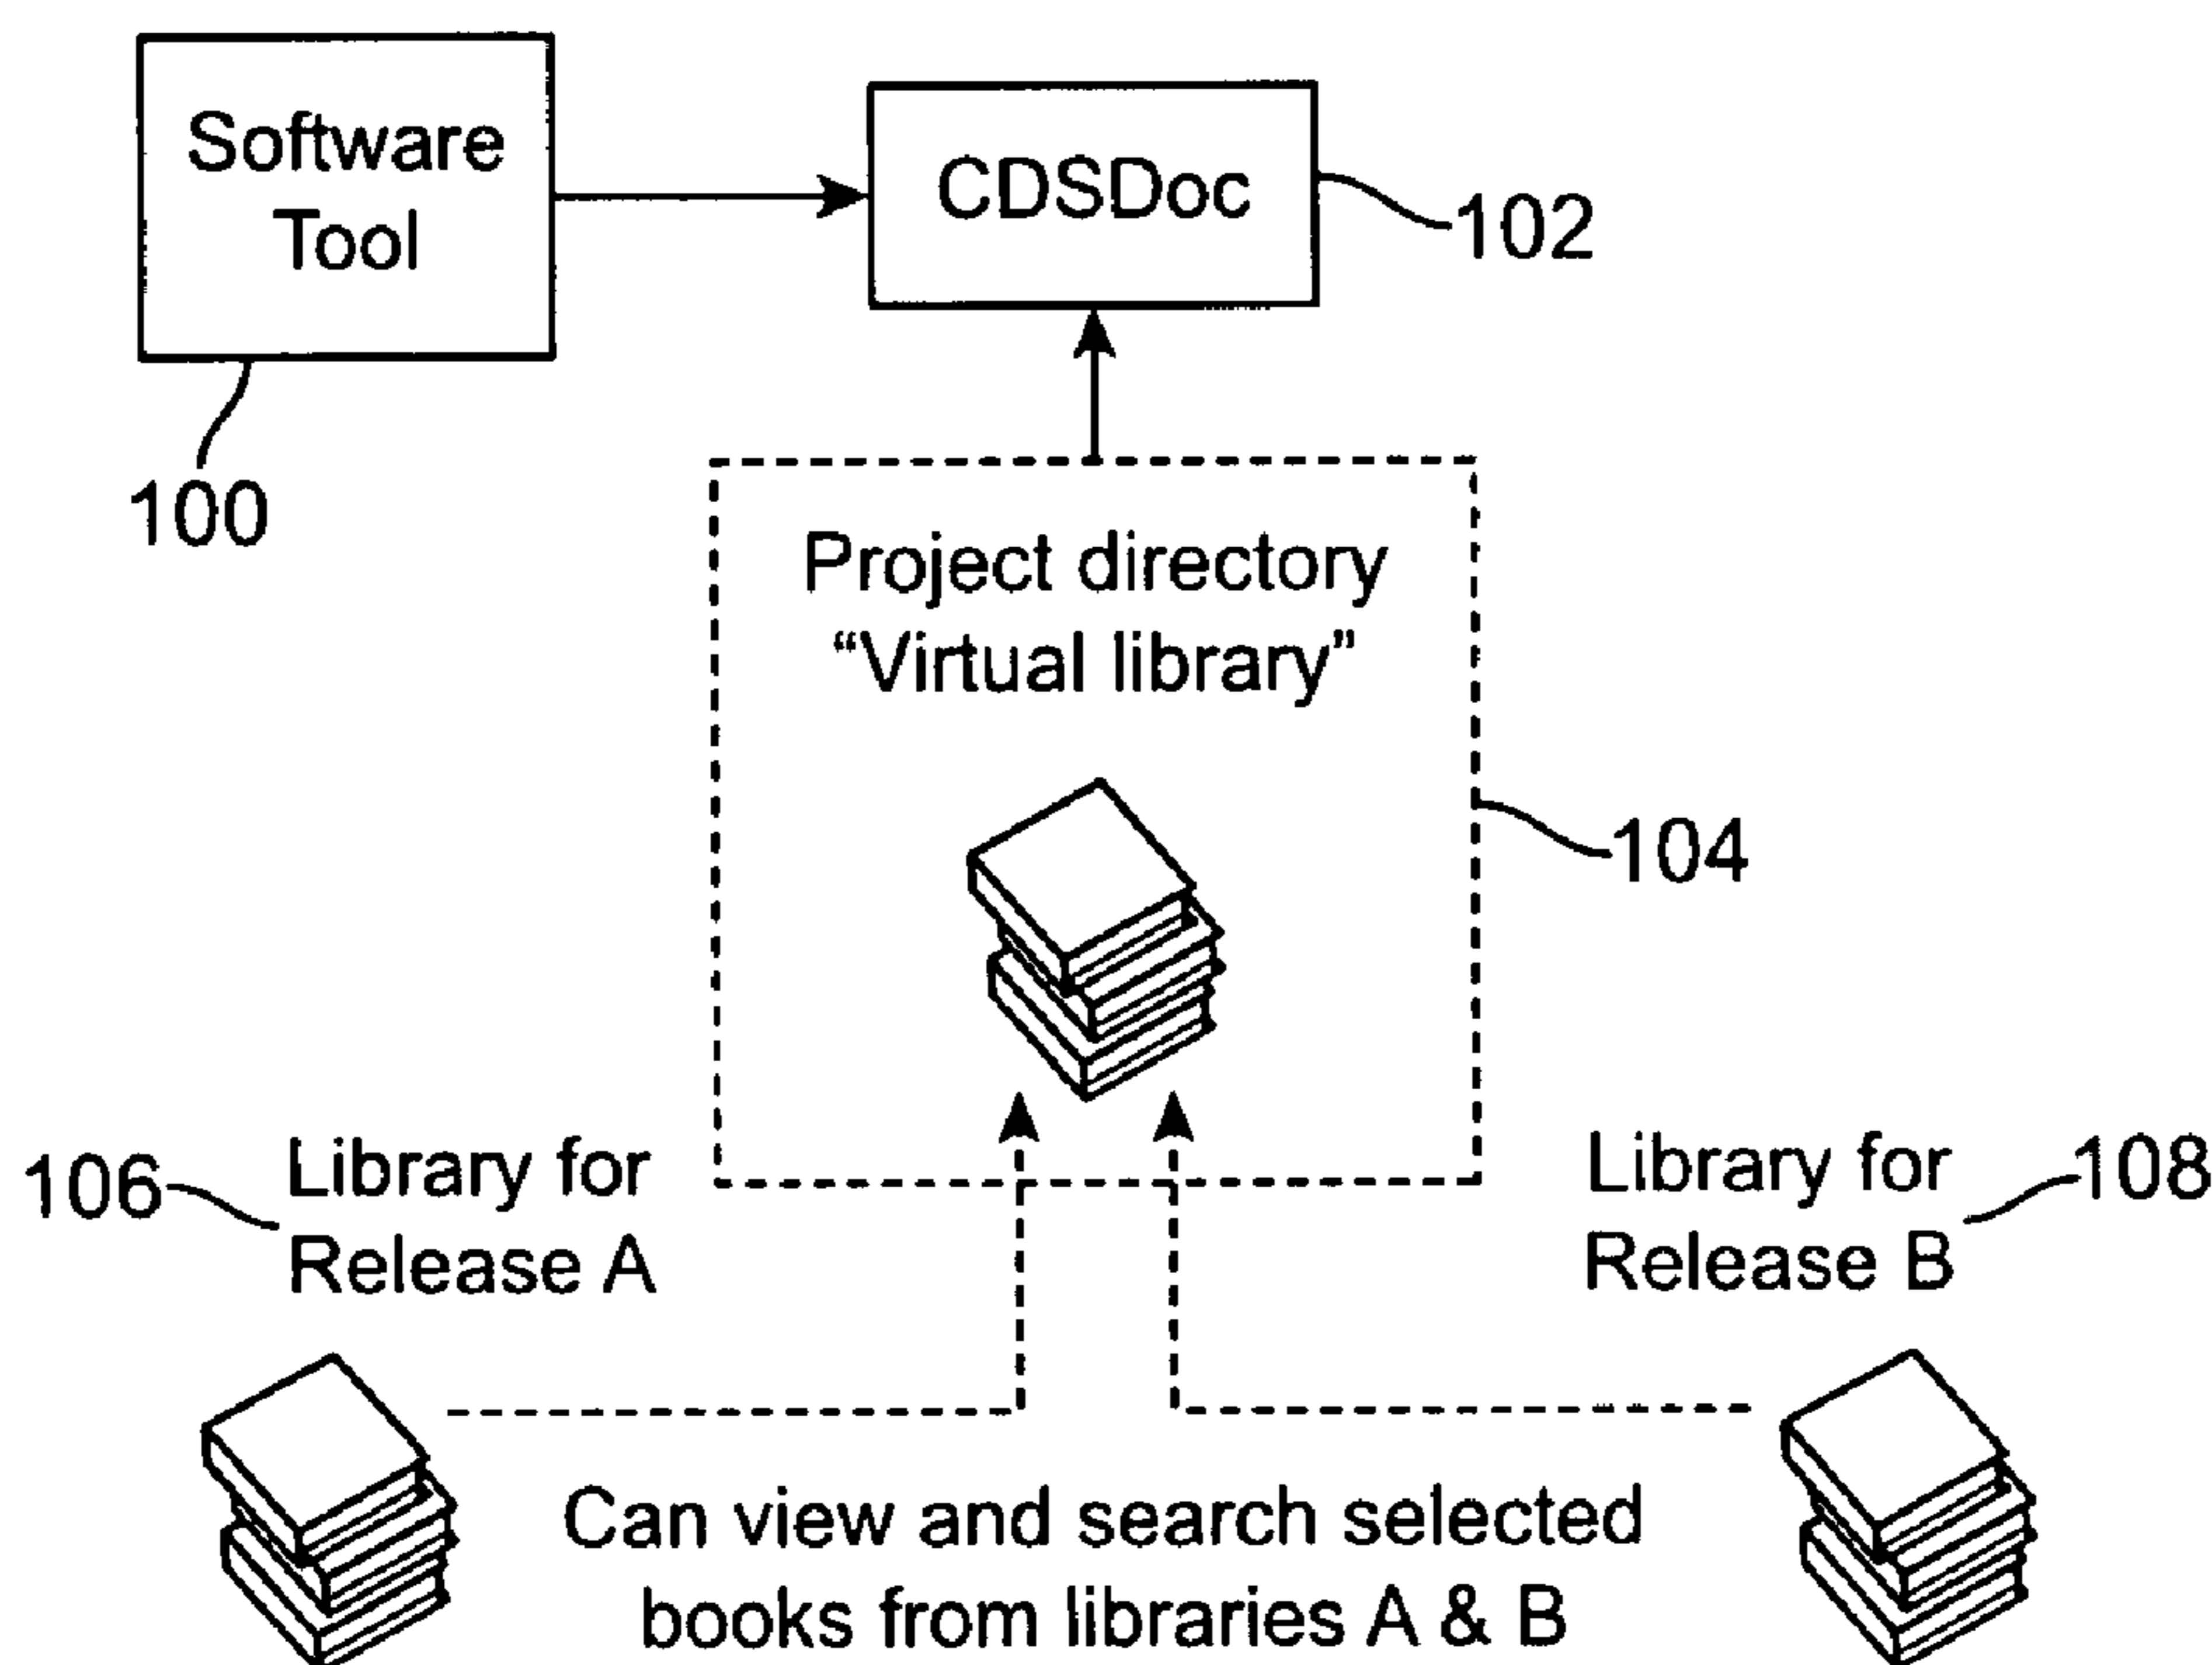 Software
Tool
CDSDoc
102
100
Project directory
“Virtual library”
104
106
Library for
Release A
Library for
Release B
108
Can view and search selected
books from libraries A & B